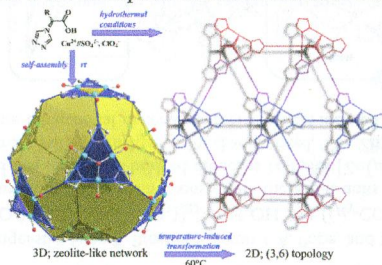 R
O
OH
N
hydrothermal
conditions
Cu²⁺/SO₄²⁻, ClO₄⁻
self-assembly rt
temperature-induced
transformation
60°C
3D; zeolite-like network
2D; (3,6) topology